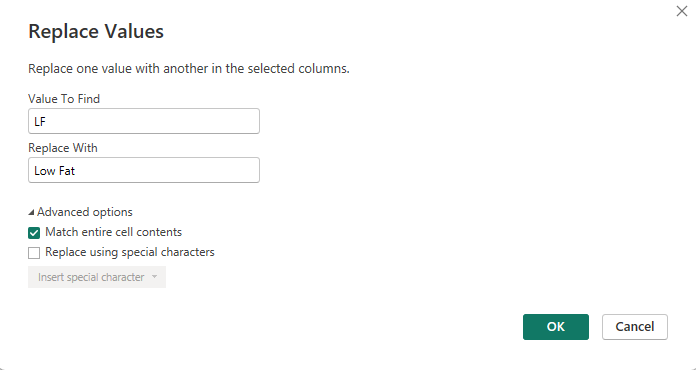 Replace Values
Replace one value with another in the selected columns.
Value To Find
LF
Replace With
Low Fat
Advanced options
Match entire cell contents
Replace using special characters
Insert special character
OK Cancel